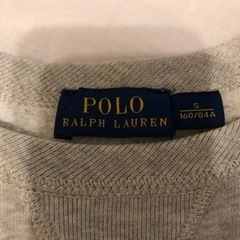 POLO
RALPH LAUREN
S
160/84A